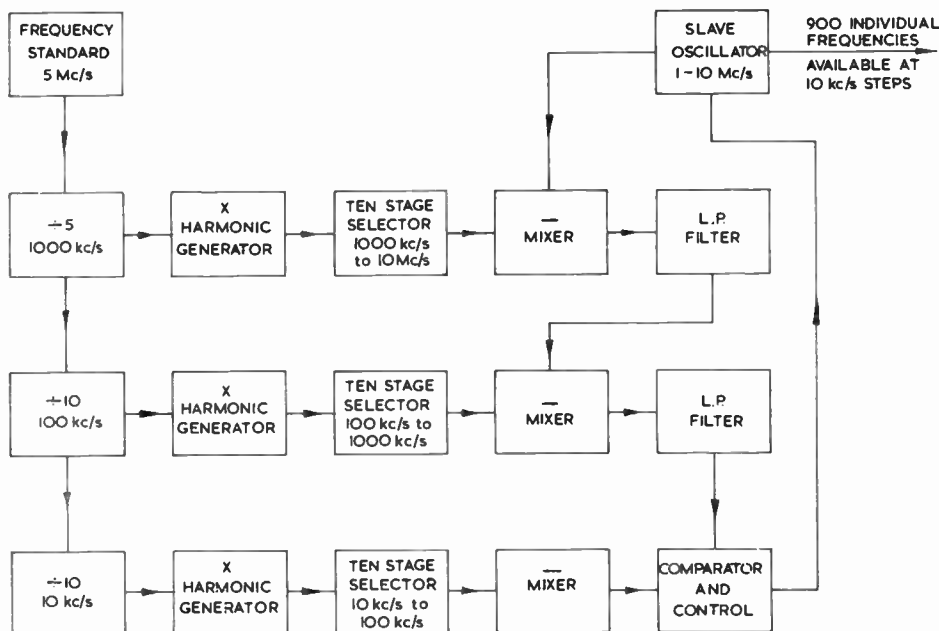 FREQUENCY
STANDARD
5 Mc/s
SLAVE
OSCILLATOR
1–10 Mc/s
900 INDIVIDUAL
FREQUENCIES
AVAILABLE AT
10 kc/s STEPS
÷5
1000 kc/s
X
HARMONIC
GENERATOR
TEN STAGE
SELECTOR
1000 kc/s
to 10Mc/s
—
MIXER
L.P.
FILTER
÷10
100 kc/s
X
HARMONIC
GENERATOR
TEN STAGE
SELECTOR
100 kc/s to
1000 kc/s
—
MIXER
L.P.
FILTER
÷10
10 kc/s
X
HARMONIC
GENERATOR
TEN STAGE
SELECTOR
10 kc/s to
100 kc/s
—
MIXER
COMPARATOR
AND
CONTROL